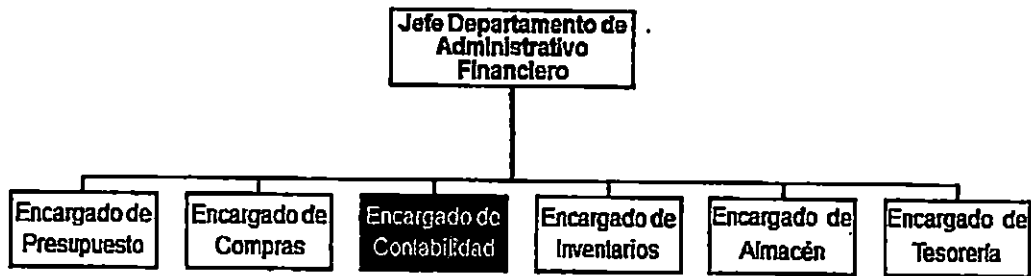 Jefe Departamento de
Administrativo
Financiero
Encargado de
Presupuesto
Encargado de
Compras
Encargado de
Contabilidad
Encargado de
Inventarios
Encargado de
Almacén
Encargado de
Tesorería